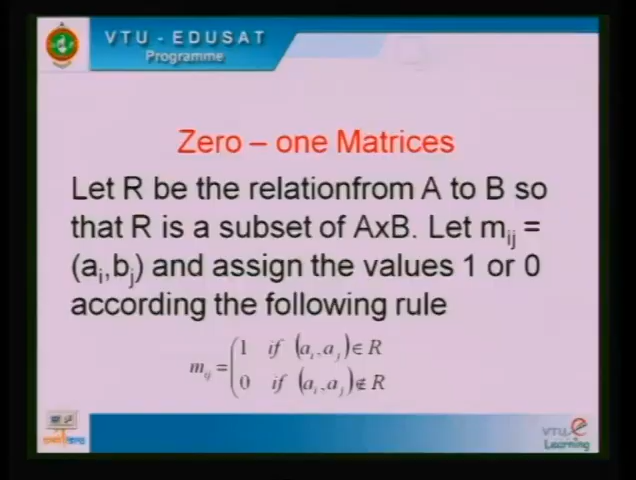 VTU - EDUSAT
Programme
Zero – one Matrices
Let R be the relationfrom A to B so
that R is a subset of AxB. Let mij =
(ai,bj) and assign the values 1 or 0
according the following rule
1 if (ai,aj)∈ R
mij =
0 if (ai,aj)∉ R
VTU e
Learning